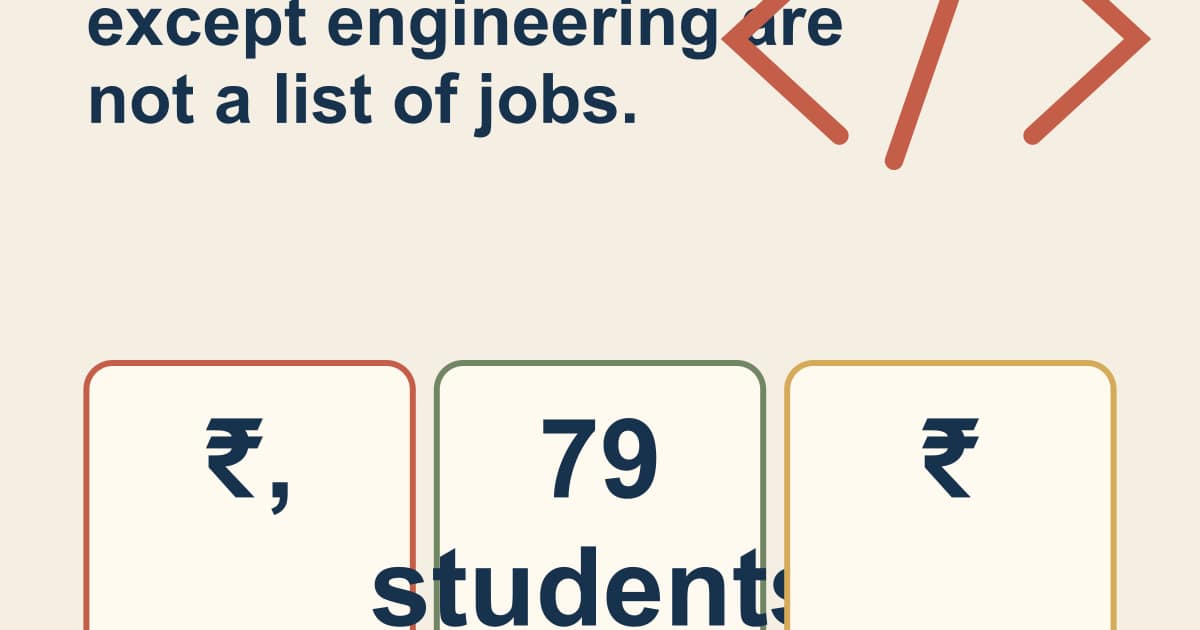 except engineering are
not a list of jobs.
₹,
79
students
₹